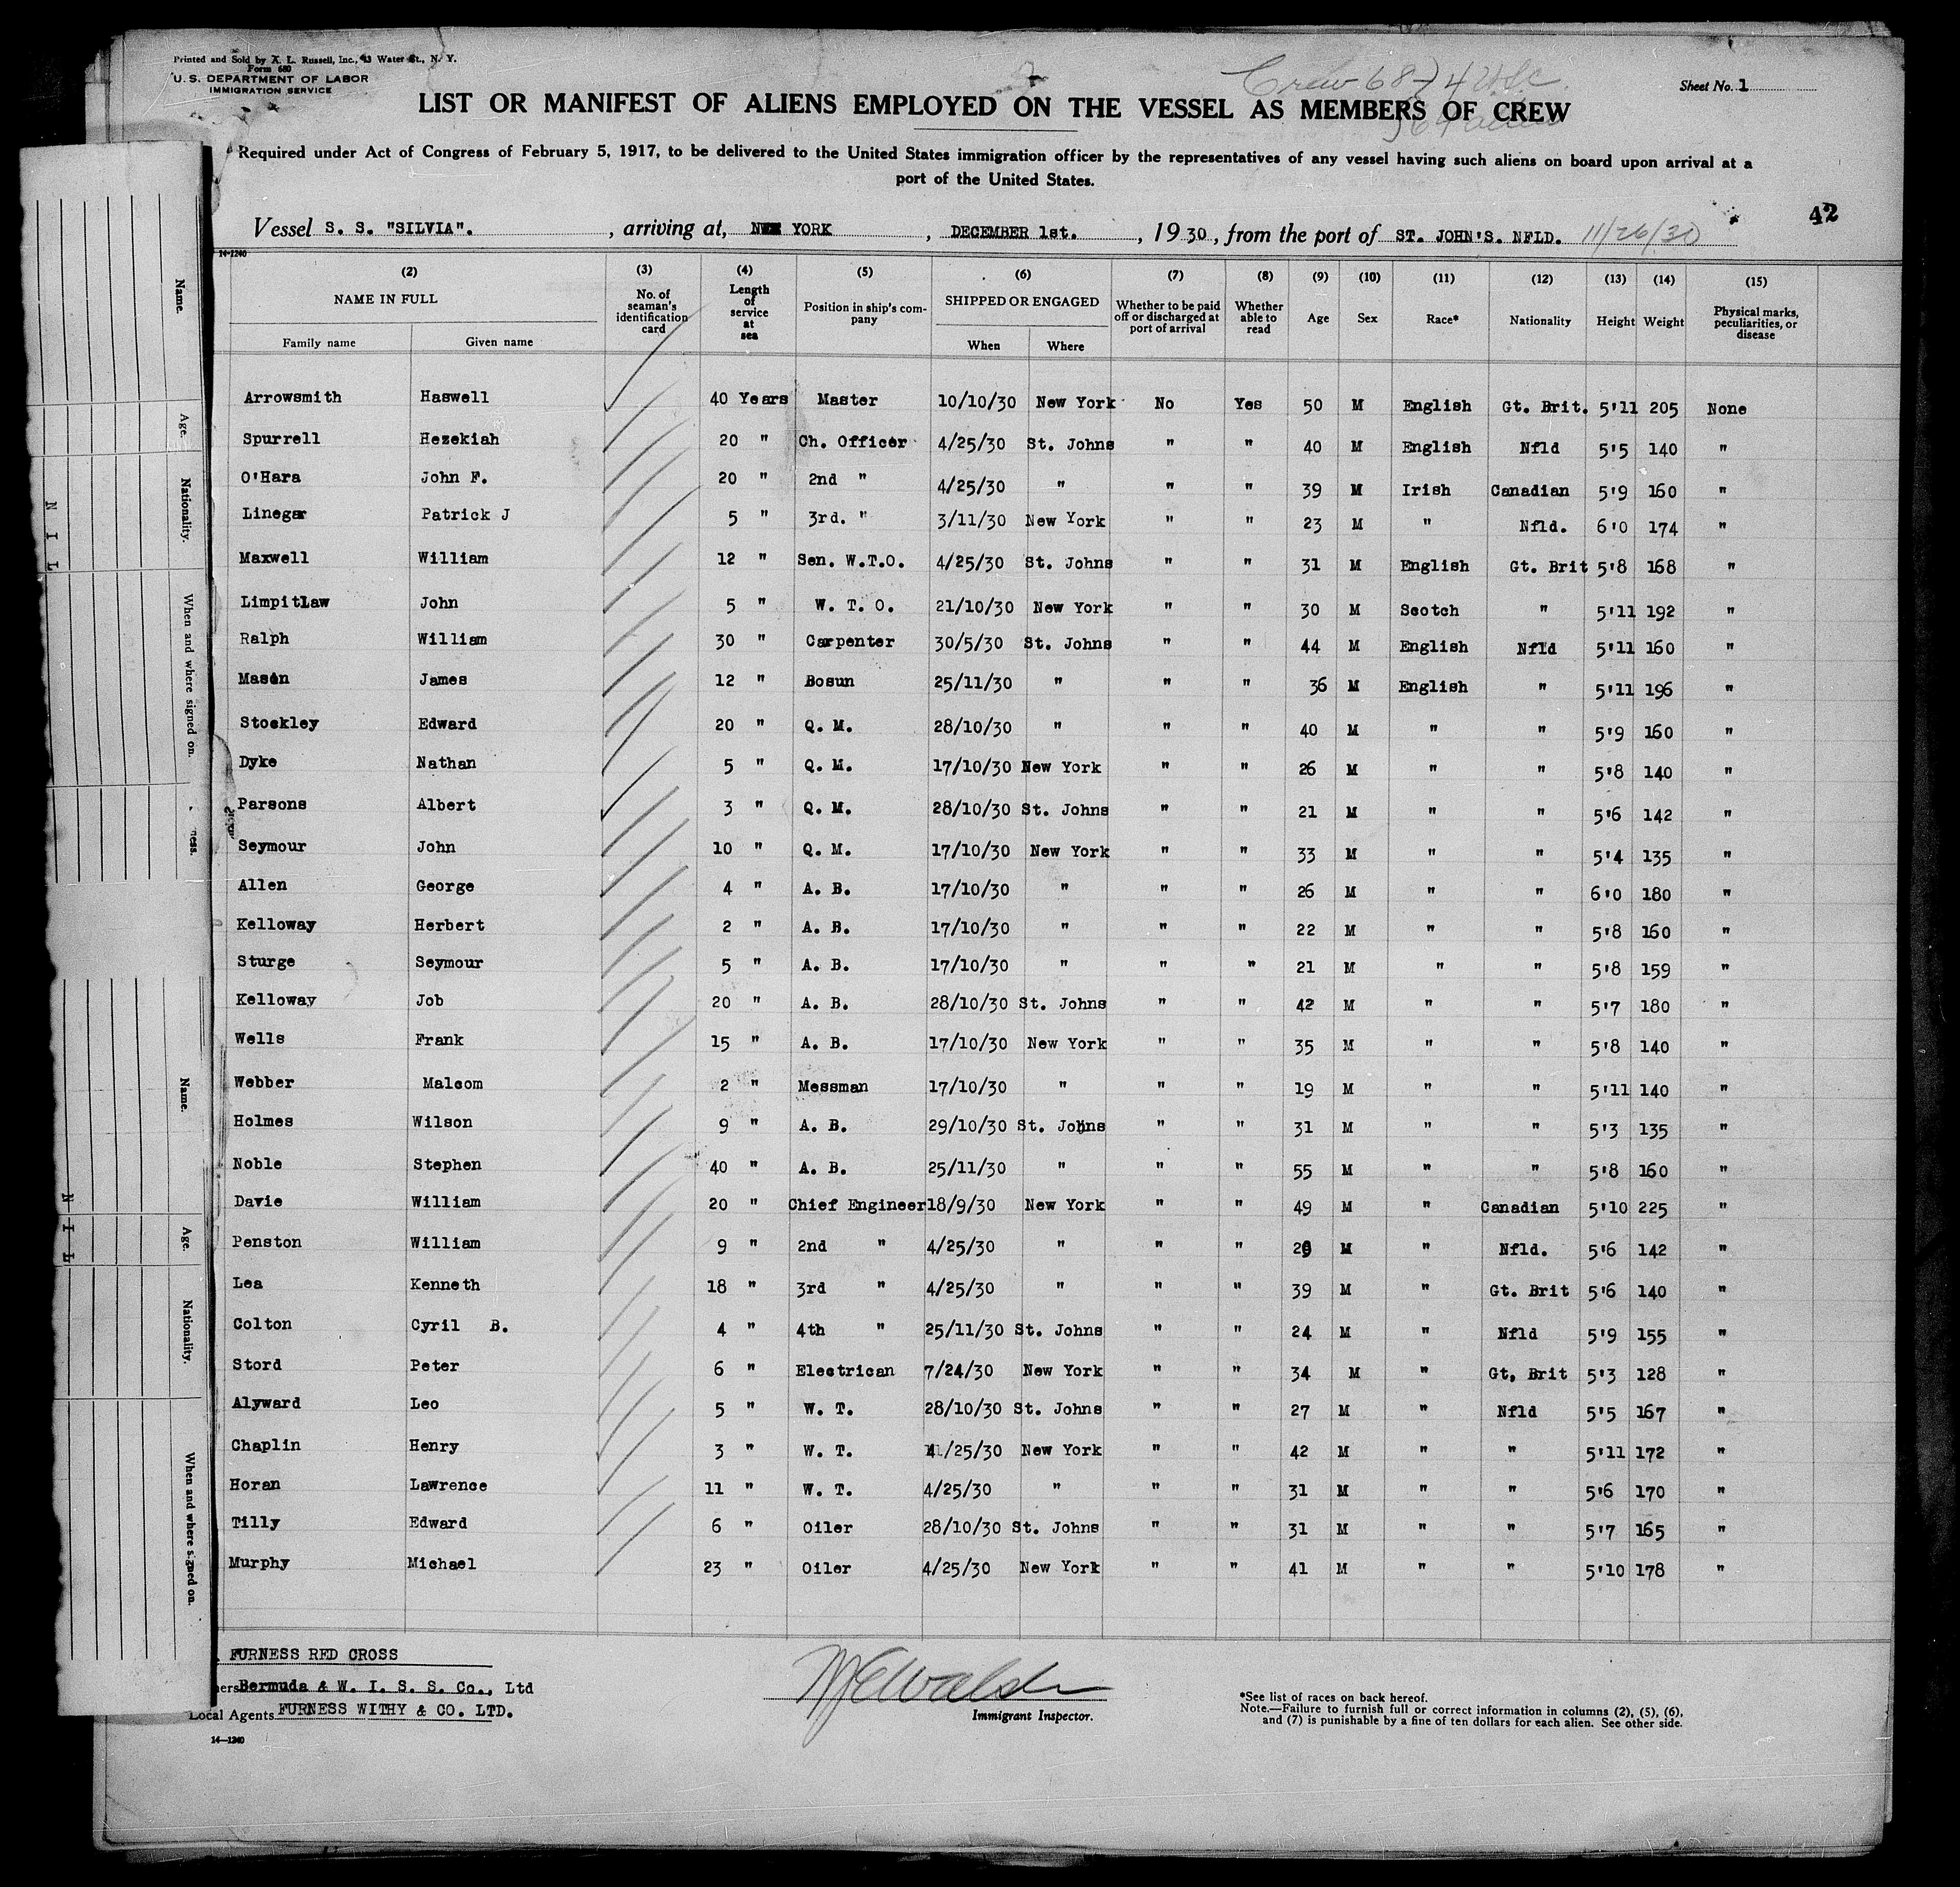 Printed and Sold by A. L. Russell, Inc., 43 Water St., N. Y.
Form 680
U. S. DEPARTMENT OF LABOR
IMMIGRATION SERVICE
Crew 68
Sheet No. 1
LIST OR MANIFEST OF ALIENS EMPLOYED ON THE VESSEL AS MEMBERS OF CREW
Required under Act of Congress of February 5, 1917, to be delivered to the United States immigration officer by the representatives of any vessel having such aliens on board upon arrival at a
port of the United States.
42
Vessel S. S. "SILVIA". , arriving at, NEW YORK , DECEMBER 1st. , 1930, from the port of ST. JOHN'S. NFLD. 11/26/30
14-1240
(2) (3) (4) (5) (6) (7) (8) (9) (10) (11) (12) (13) (14) (15)
NAME IN FULL No. of seaman's identification card Length of service at sea Position in ship's company SHIPPED OR ENGAGED Whether to be paid off or discharged at port of arrival Whether able to read Age Sex Race* Nationality Height Weight Physical marks, peculiarities, or disease
Family name Given name When Where
Arrowsmith Haswell 40 Years Master 10/10/30 New York No Yes 50 M English Gt. Brit. 5'11 205 None
Spurrell Hezekiah 20 " Ch. Officer 4/25/30 St. Johns " " 40 M English Nfld 5'5 140 "
O'Hara John F. 20 " 2nd " 4/25/30 " " " 39 M Irish Canadian 5'9 160 "
Linegar Patrick J 5 " 3rd. " 3/11/30 New York " " 23 M " Nfld. 6'0 174 "
Maxwell William 12 " Sen. W.T.O. 4/25/30 St. Johns " " 31 M English Gt. Brit 5'8 168 "
Limpitlaw John 5 " W. T. O. 21/10/30 New York " " 30 M Scotch " 5'11 192 "
Ralph William 30 " Carpenter 30/5/30 St. Johns " " 44 M English Nfld 5'11 160 "
Mason James 12 " Bosun 25/11/30 " " " 36 M English " 5'11 196 "
Stockley Edward 20 " Q. M. 28/10/30 " " " 40 M " " 5'9 160 "
Dyke Nathan 5 " Q. M. 17/10/30 New York " " 26 M " " 5'8 140 "
Parsons Albert 3 " Q. M. 28/10/30 St. Johns " " 21 M " " 5'6 142 "
Seymour John 10 " Q. M. 17/10/30 New York " " 33 M " " 5'4 135 "
Allen George 4 " A. B. 17/10/30 " " " 26 M " " 6'0 180 "
Kelloway Herbert 2 " A. B. 17/10/30 " " " 22 M " " 5'8 160 "
Sturge Seymour 5 " A. B. 17/10/30 " " " 21 M " " 5'8 159 "
Kelloway Job 20 " A. B. 28/10/30 St. Johns " " 42 M " " 5'7 180 "
Wells Frank 15 " A. B. 17/10/30 New York " " 35 M " " 5'8 140 "
Webber Malcom 2 " Messman 17/10/30 " " " 19 M " " 5'11 140 "
Holmes Wilson 9 " A. B. 29/10/30 St. Johns " " 31 M " " 5'3 135 "
Noble Stephen 40 " A. B. 25/11/30 " " " 55 M " " 5'8 160 "
Davie William 20 " Chief Engineer 18/9/30 New York " " 49 M " Canadian 5'10 225 "
Penston William 9 " 2nd " 4/25/30 " " " M " Nfld. 5'6 142 "
Lea Kenneth 18 " 3rd " 4/25/30 " " " 39 M " Gt. Brit 5'6 140 "
Colton Cyril B. 4 " 4th " 25/11/30 St. Johns " " 24 M " Nfld 5'9 155 "
Stord Peter 6 " Electrican 7/24/30 New York " " 34 M " Gt, Brit 5'3 128 "
Alyward Leo 5 " W. T. 28/10/30 St. Johns " " 27 M " Nfld 5'5 167 "
Chaplin Henry 3 " W. T. 4/25/30 New York " " 42 M " " 5'11 172 "
Horan Lawrence 11 " W. T. 4/25/30 " " " 31 M " " 5'6 170 "
Tilly Edward 6 " Oiler 28/10/30 St. Johns " " 31 M " " 5'7 165 "
Murphy Michael 23 " Oiler 4/25/30 New York " " 41 M " " 5'10 178 "
FURNESS RED CROSS
Bermuda & W. I. S. S. Co., Ltd
Local Agents FURNESS WITHY & CO. LTD.
14-1240
Immigrant Inspector.
*See list of races on back hereof.
Note.—Failure to furnish full or correct information in columns (2), (5), (6),
and (7) is punishable by a fine of ten dollars for each alien. See other side.
Name.
Age.
Nationality.
When and where signed on.
NIL
Name.
Age.
Nationality.
When and where signed on.
NIL